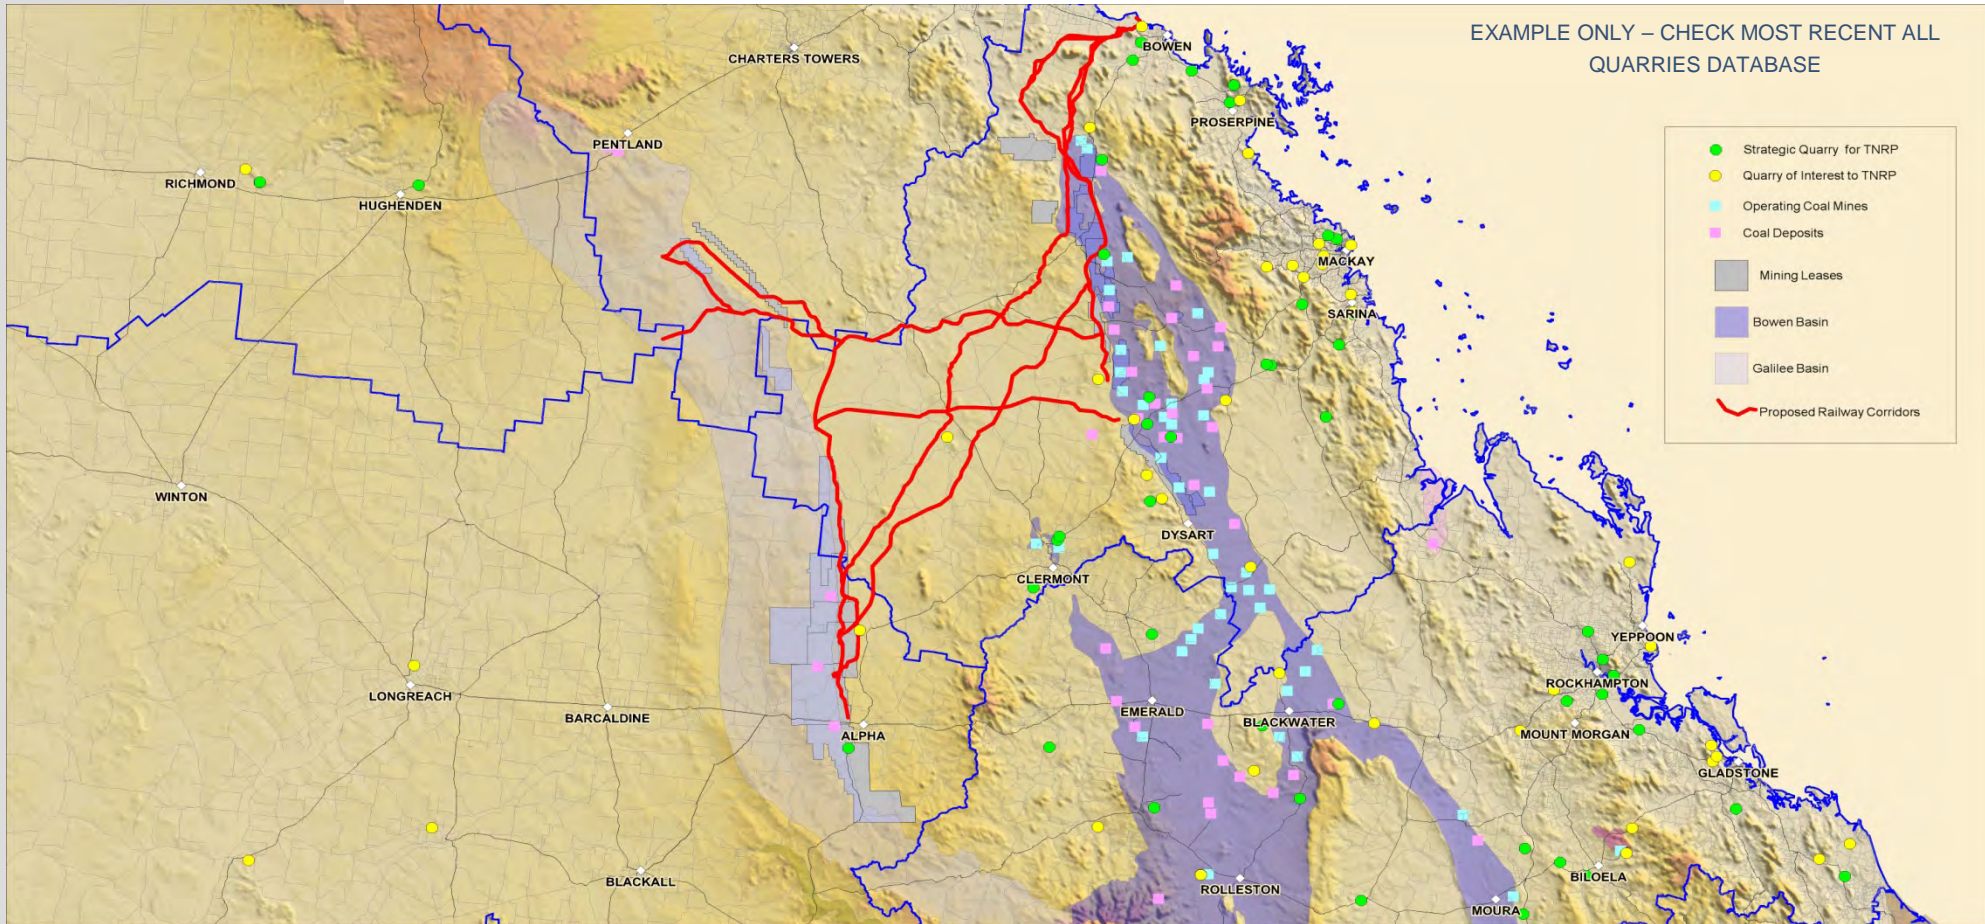 EXAMPLE ONLY – CHECK MOST RECENT ALL
QUARRIES DATABASE
BOWEN
CHARTERS TOWERS
PROSERPINE
PENTLAND
RICHMOND
HUGHENDEN
Strategic Quarry for TNRP
Quarry of Interest to TNRP
Operating Coal Mines
Coal Deposits
Mining Leases
Bowen Basin
Galilee Basin
Proposed Railway Corridors
MACKAY
SARINA
WINTON
DYSART
CLERMONT
YEPPOON
ROCKHAMPTON
LONGREACH
BARCALDINE
EMERALD
BLACKWATER
ALPHA
MOUNT MORGAN
GLADSTONE
BLACKALL
ROLLESTON
BILOELA
MOURA